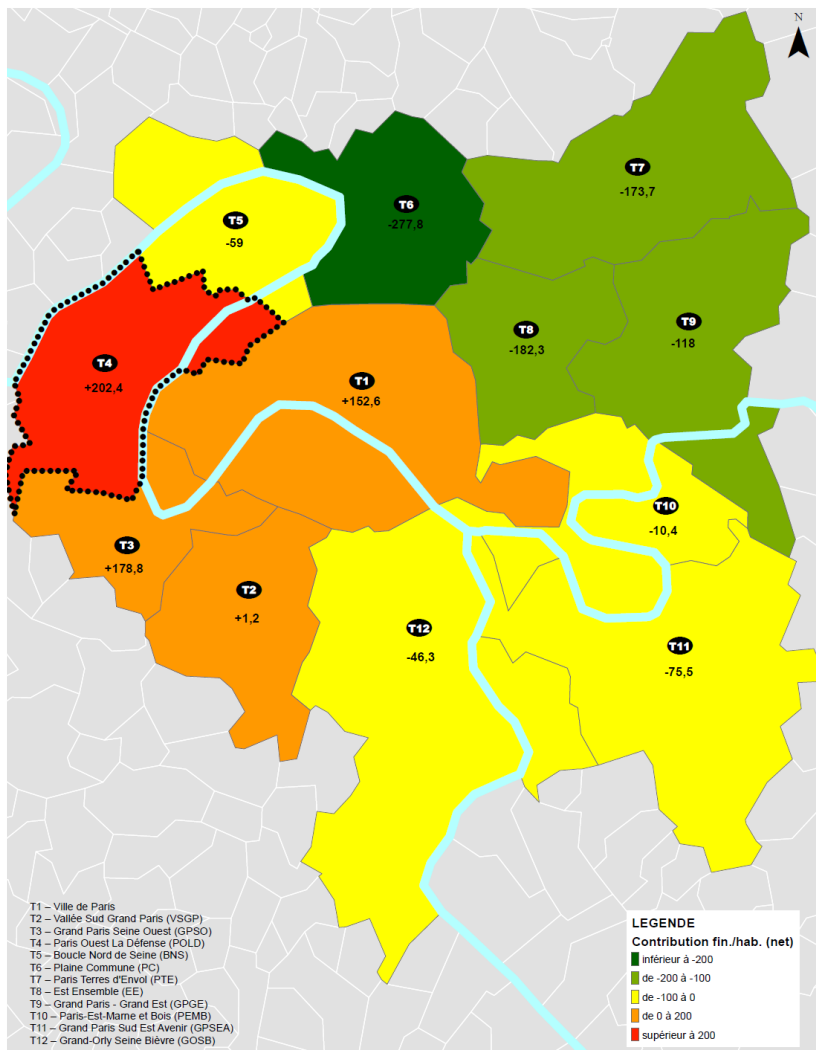 N
T7
-173,7
T6
-277,8
T5
-59
T9
-118
T8
-182,3
T4
+202,4
T1
+152,6
T10
-10,4
T3
+178,8
T2
+1,2
T12
-46,3
T11
-75,5
T1 – Ville de Paris
T2 – Vallée Sud Grand Paris (VSGP)
T3 – Grand Paris Seine Ouest (GPSO)
T4 – Paris Ouest La Défense (POLD)
T5 – Boucle Nord de Seine (BNS)
T6 – Plaine Commune (PC)
T7 – Paris Terres d'Envol (PTE)
T8 – Est Ensemble (EE)
T9 – Grand Paris - Grand Est (GPGE)
T10 – Paris-Est-Marne et Bois (PEMB)
T11 – Grand Paris Sud Est Avenir (GPSEA)
T12 – Grand-Orly Seine Bièvre (GOSB)
LEGENDE
Contribution fin./hab. (net)
inférieur à -200
de -200 à -100
de -100 à 0
de 0 à 200
supérieur à 200